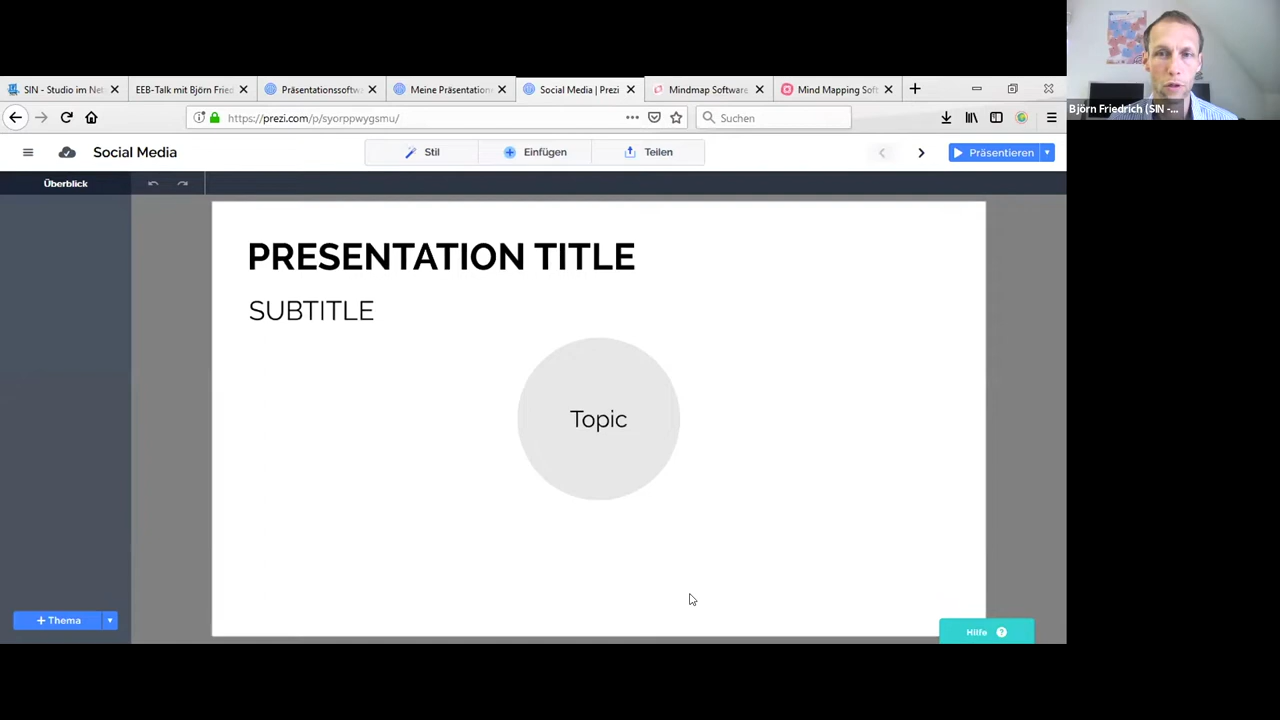 SIN - Studio im Net
EEB-Talk mit Björn Fried
Präsentationssoftw
Meine Präsentation
Social Media | Prezi
Mindmap Software
Mind Mapping Soft
https://prezi.com/p/syorppwygsmu/
Suchen
Björn Friedrich (SIN -...
Social Media
Stil
Einfügen
Teilen
Präsentieren
Überblick
PRESENTATION TITLE
SUBTITLE
Topic
+ Thema
Hilfe ?